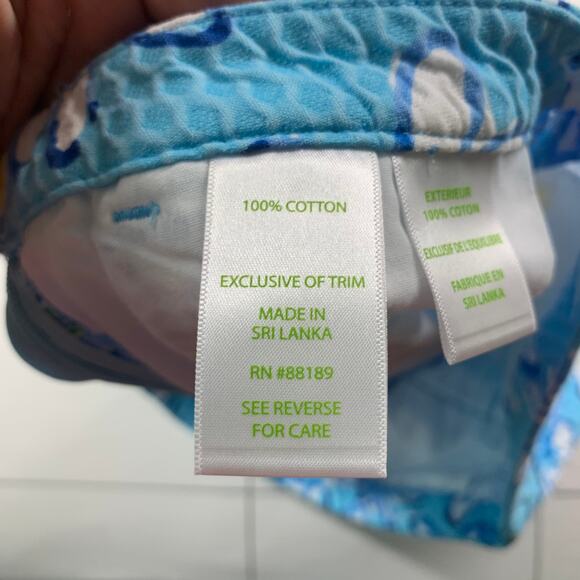 100% COTTON
EXCLUSIVE OF TRIM
MADE IN
SRI LANKA
RN #88189
SEE REVERSE
FOR CARE
EXTERIEUR
100% COTON
EXCLUSIF DE L'EQUILIBRE
FABRIQUE EN
SRI LANKA